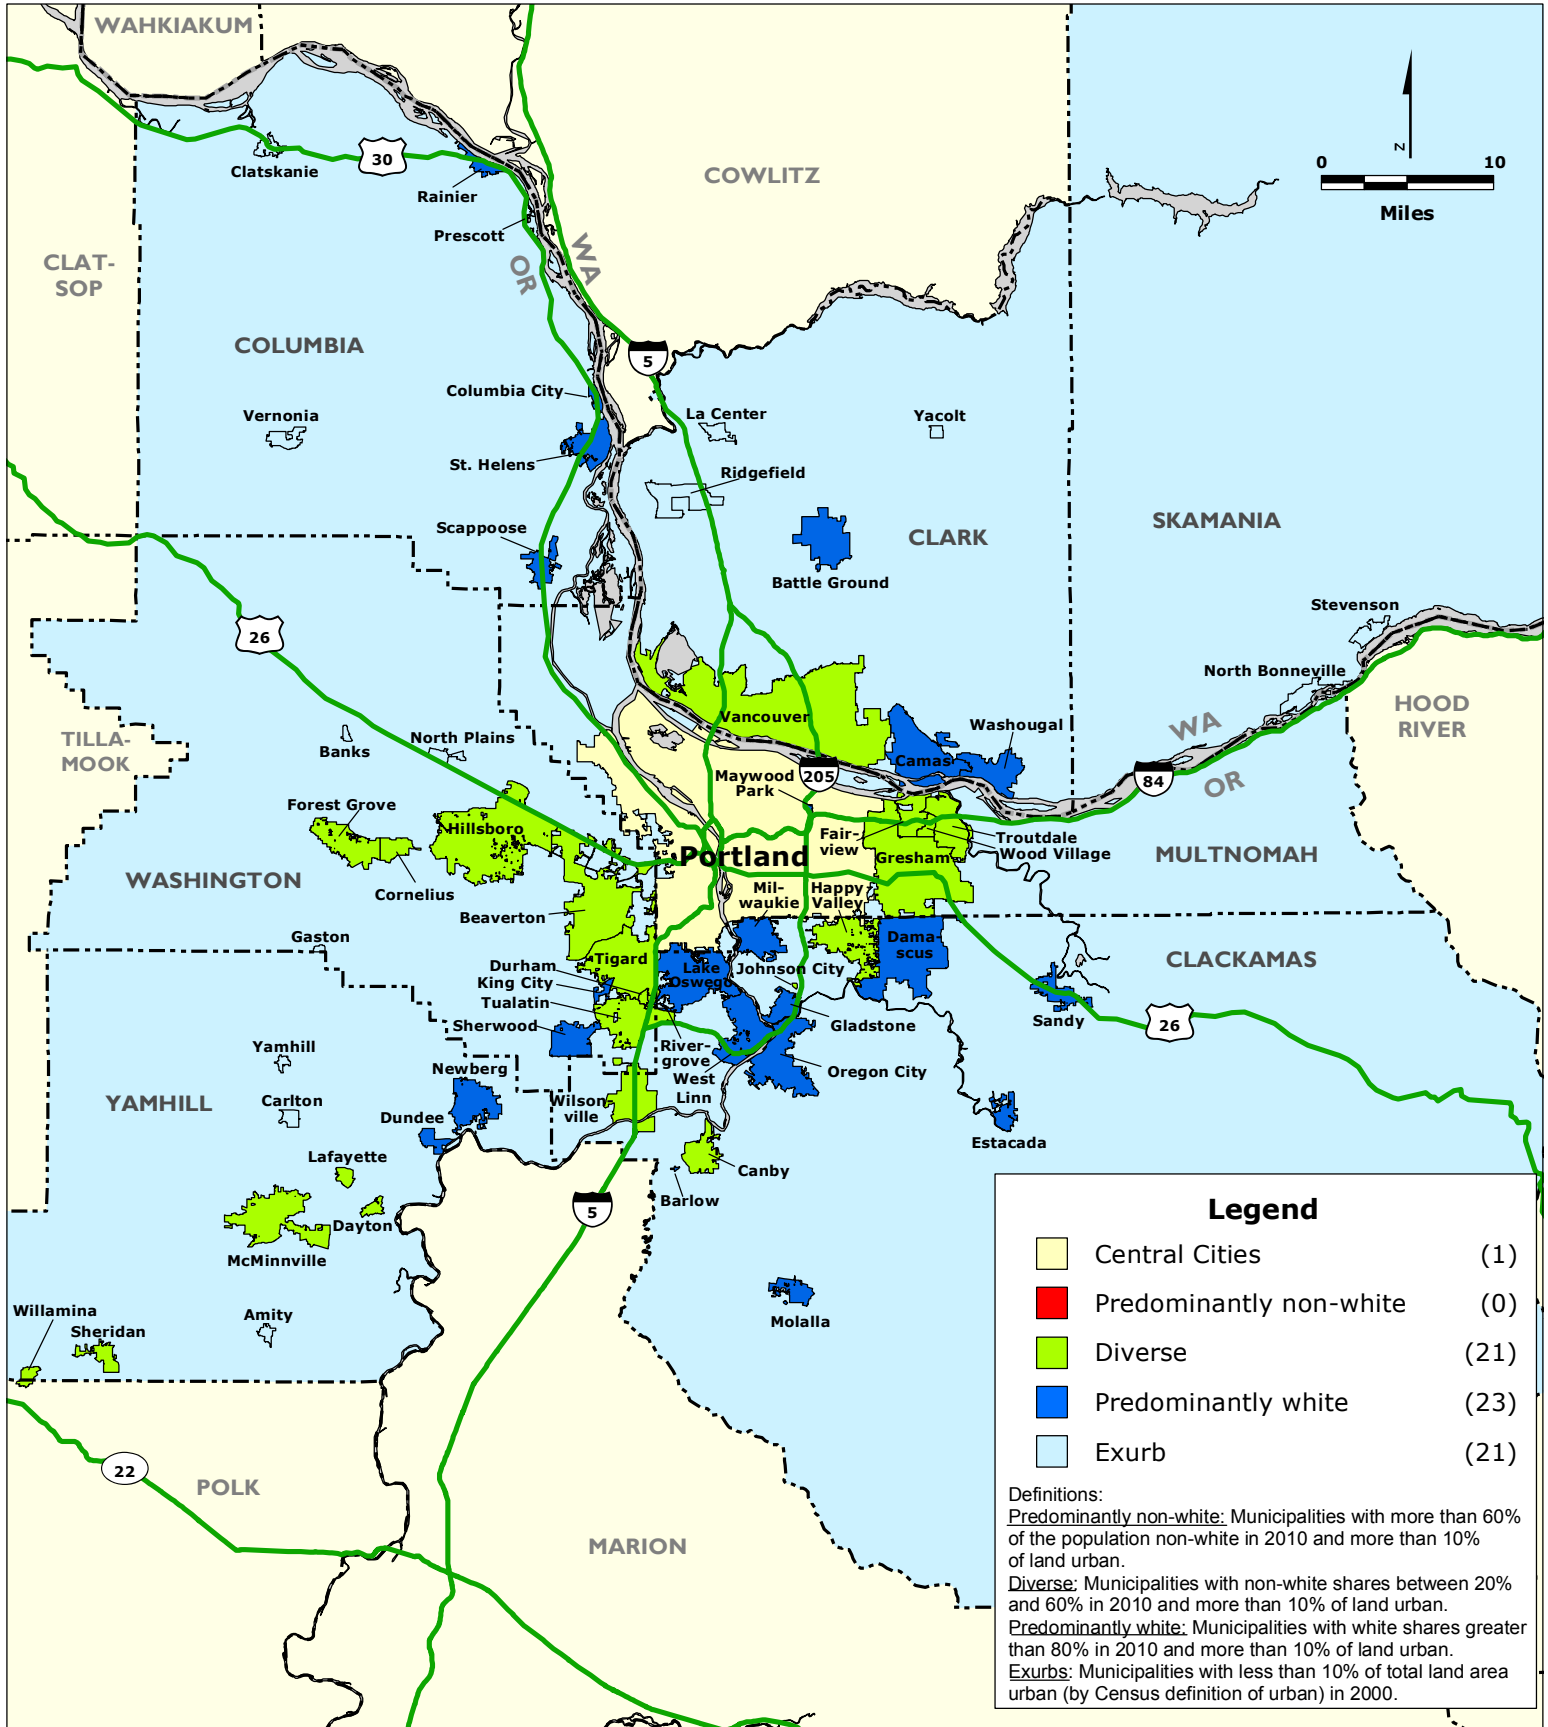 WAHKIAKUM
COWLITZ
N
0 10
Miles
30
Clatskanie
Rainier
Prescott
WA
OR
CLAT-
SOP
COLUMBIA
5
Columbia City
Vernonia
La Center
Yacolt
St. Helens
Ridgefield
Scappoose
CLARK
SKAMANIA
Battle Ground
Stevenson
26
North Bonneville
HOOD
RIVER
WA
OR
TILLA-
MOOK
Banks
North Plains
Vancouver
Washougal
Camas
205
84
Maywood
Park
Forest Grove
Hillsboro
Fair-
view
Troutdale
Wood Village
Portland
Gresham
MULTNOMAH
WASHINGTON
Cornelius
Mil-
waukie
Happy
Valley
Beaverton
Gaston
Dama-
scus
CLACKAMAS
Tigard
Lake
Oswego
Johnson City
Durham
King City
Tualatin
Sherwood
Gladstone
Sandy
26
River-
grove
West
Linn
Oregon City
Yamhill
Newberg
YAMHILL
Carlton
Dundee
Wilson-
ville
Estacada
Lafayette
Canby
Barlow
Dayton
5
McMinnville
Willamina
Sheridan
Amity
Molalla
22
POLK
MARION
Legend
Central Cities (1)
Predominantly non-white (0)
Diverse (21)
Predominantly white (23)
Exurb (21)
Definitions:
Predominantly non-white: Municipalities with more than 60%
of the population non-white in 2010 and more than 10%
of land urban.
Diverse: Municipalities with non-white shares between 20%
and 60% in 2010 and more than 10% of land urban.
Predominantly white: Municipalities with white shares greater
than 80% in 2010 and more than 10% of land urban.
Exurbs: Municipalities with less than 10% of total land area
urban (by Census definition of urban) in 2000.